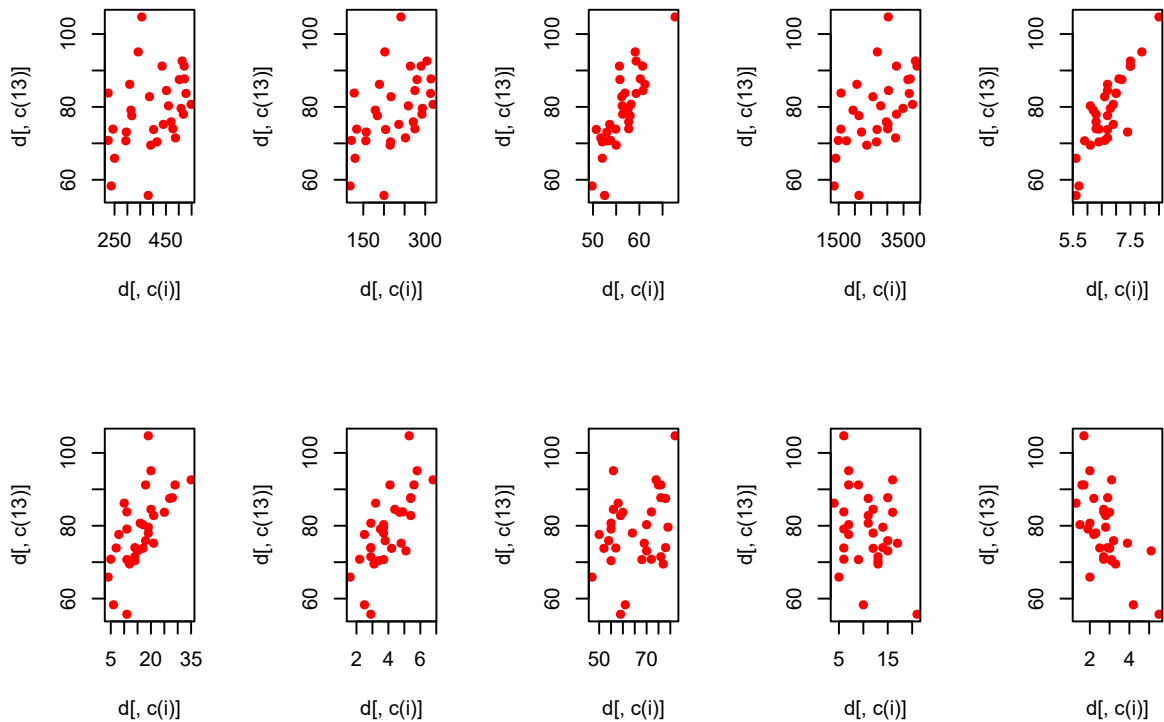 d[, c(13)]
60 80 100
250 450
d[, c(i)]
d[, c(13)]
60 80 100
150 300
d[, c(i)]
d[, c(13)]
60 80 100
50 60
d[, c(i)]
d[, c(13)]
60 80 100
1500 3500
d[, c(i)]
d[, c(13)]
60 80 100
5.5 7.5
d[, c(i)]
d[, c(13)]
60 80 100
5 20 35
d[, c(i)]
d[, c(13)]
60 80 100
2 4 6
d[, c(i)]
d[, c(13)]
60 80 100
50 70
d[, c(i)]
d[, c(13)]
60 80 100
5 15
d[, c(i)]
d[, c(13)]
60 80 100
2 4
d[, c(i)]